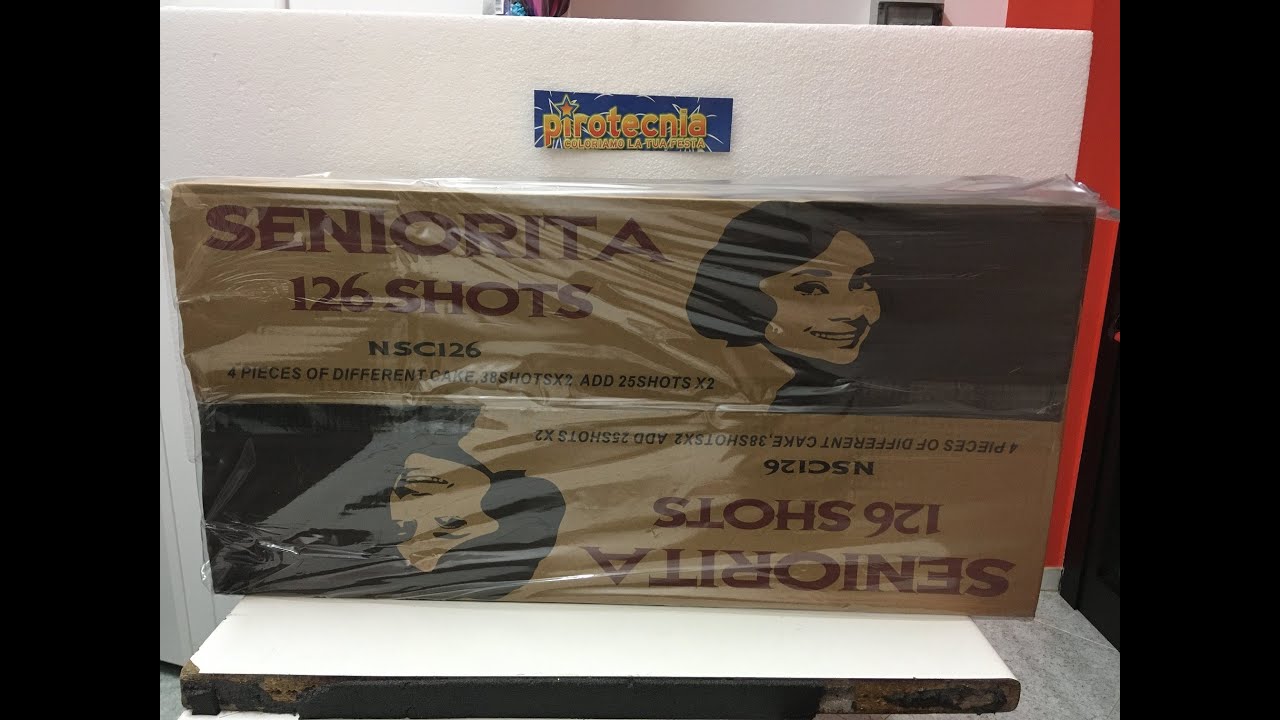 pirotecnia
COLORIAMO LA TUA FESTA
SENIORITA
126 SHOTS
NSC126
4 PIECES OF DIFFERENT CAKE,38SHOTSX2 ADD 25SHOTS X2
4 PIECES OF DIFFERENT CAKE,38SHOTSX2 ADD 25SHOTS X2
NSC126
126 SHOTS
SENIORITA